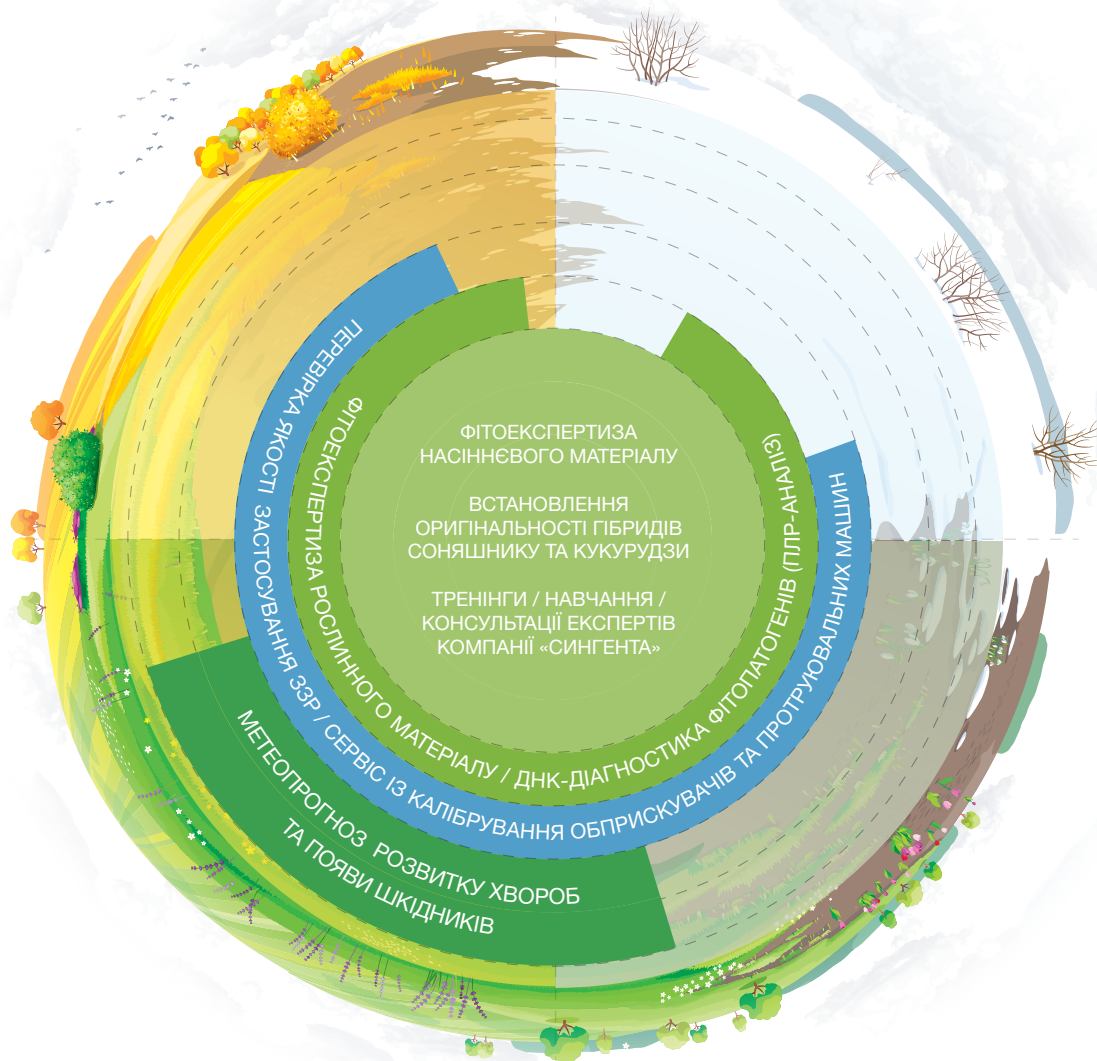 ФІТОЕКСПЕРТИЗА
НАСІННЄВОГО МАТЕРІАЛУ
ВСТАНОВЛЕННЯ
ОРИГІНАЛЬНОСТІ ГІБРИДІВ
СОНЯШНИКУ ТА КУКУРУДЗИ
ТРЕНІНГИ / НАВЧАННЯ /
КОНСУЛЬТАЦІЇ ЕКСПЕРТІВ
КОМПАНІЇ «СИНГЕНТА»
ФІТОЕКСПЕРТИЗА РОСЛИННОГО МАТЕРІАЛУ / ДНК-ДІАГНОСТИКА ФІТОПАТОГЕНІВ (ПЛР-АНАЛІЗ)
ПЕРЕВІРКА ЯКОСТІ ЗАСТОСУВАННЯ ЗЗР / СЕРВІС ІЗ КАЛІБРУВАННЯ ОБПРИСКУВАЧІВ ТА ПРОТРУЮВАЛЬНИХ МАШИН
МЕТЕОПРОГНОЗ РОЗВИТКУ ХВОРОБ
ТА ПОЯВИ ШКІДНИКІВ